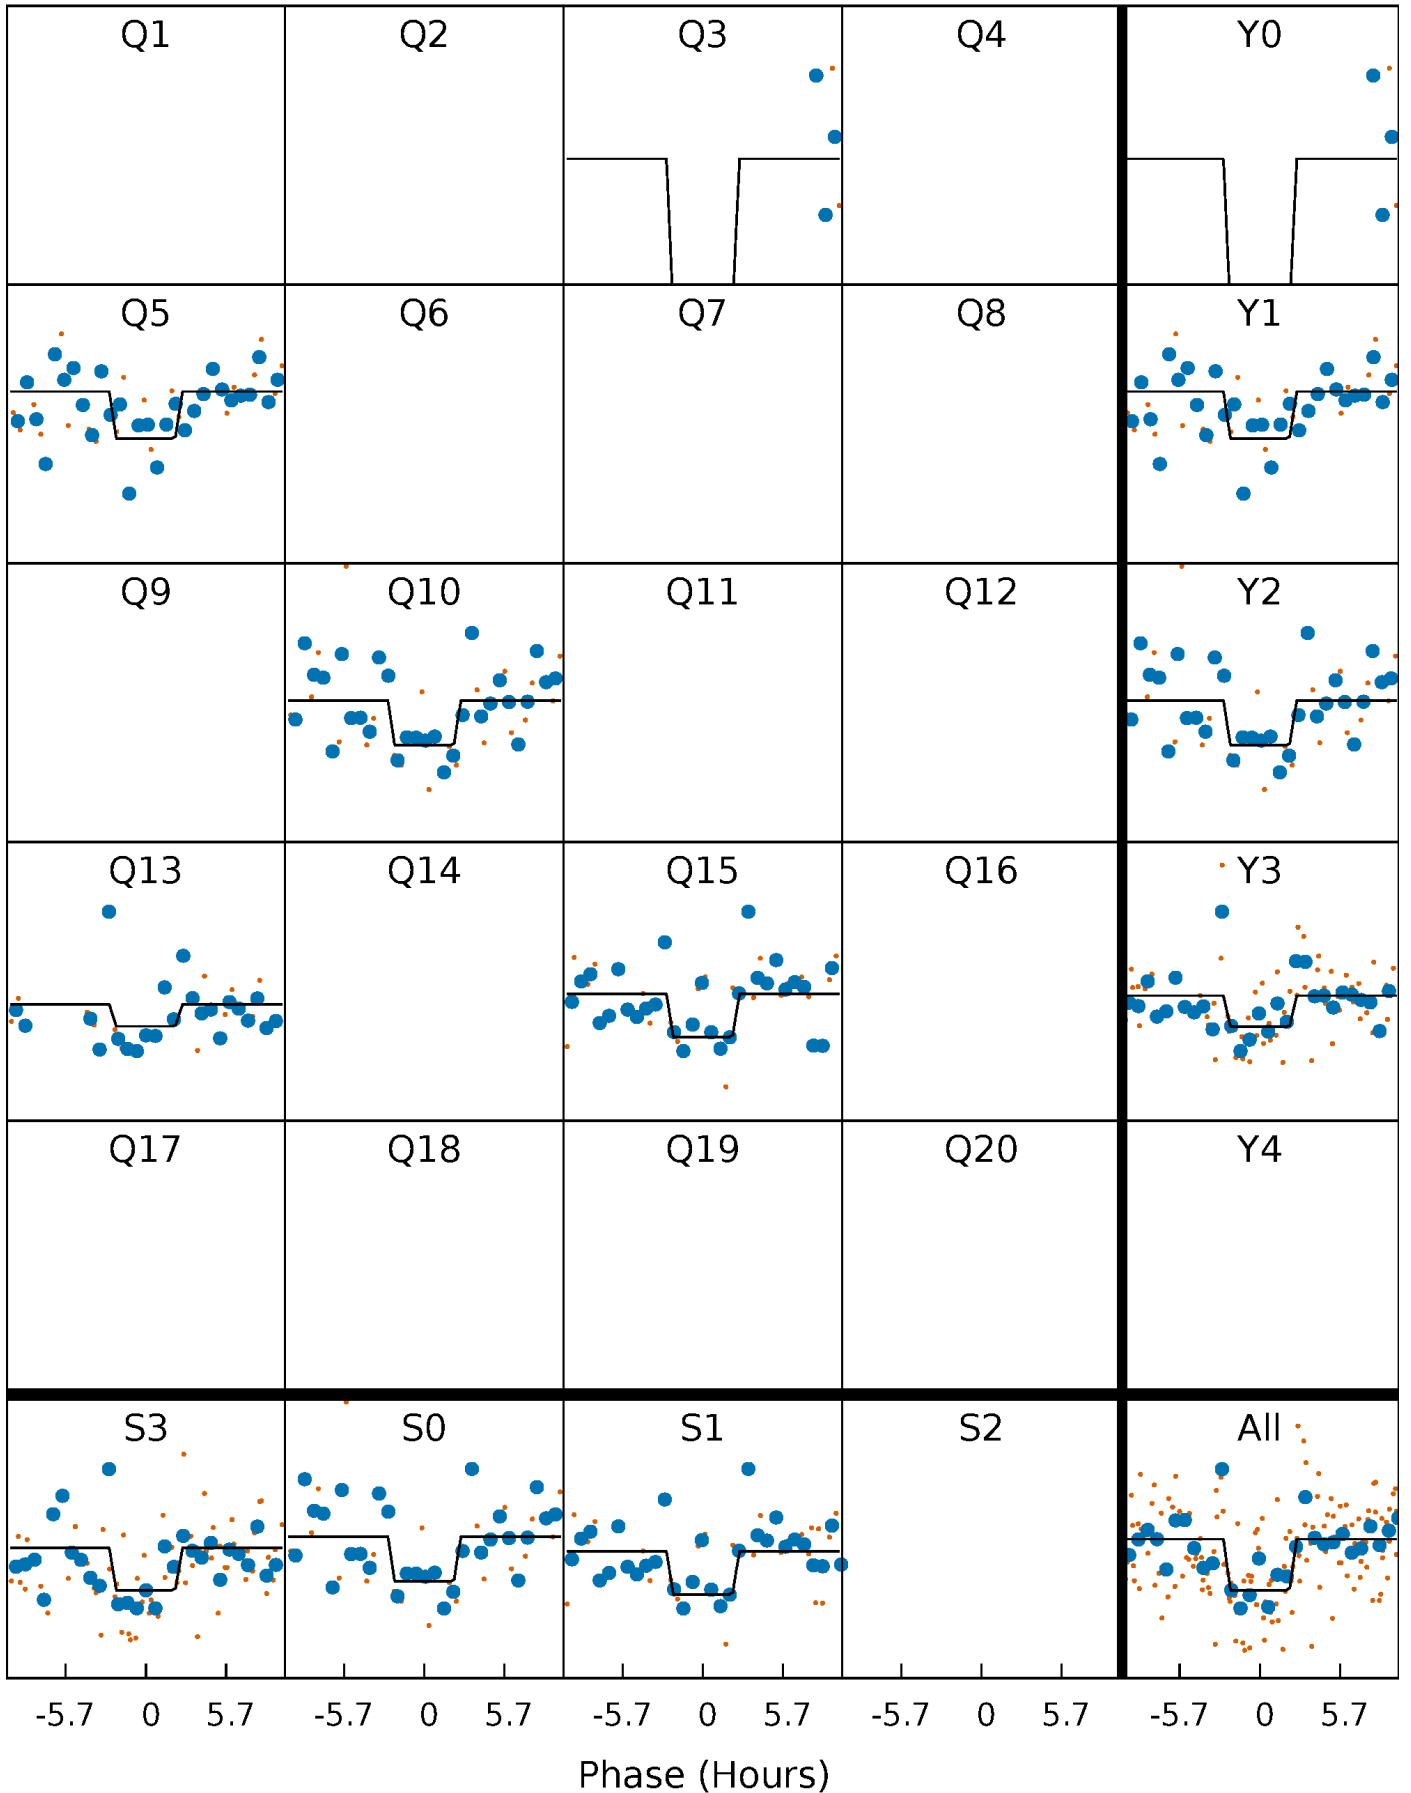 Q1 Q2 Q3 Q4 Y0
Q5 Q6 Q7 Q8 Y1
Q9 Q10 Q11 Q12 Y2
Q13 Q14 Q15 Q16 Y3
Q17 Q18 Q19 Q20 Y4
S3 S0 S1 S2 All
-5.7 0 5.7 -5.7 0 5.7 -5.7 0 5.7 -5.7 0 5.7 -5.7 0 5.7
Phase (Hours)